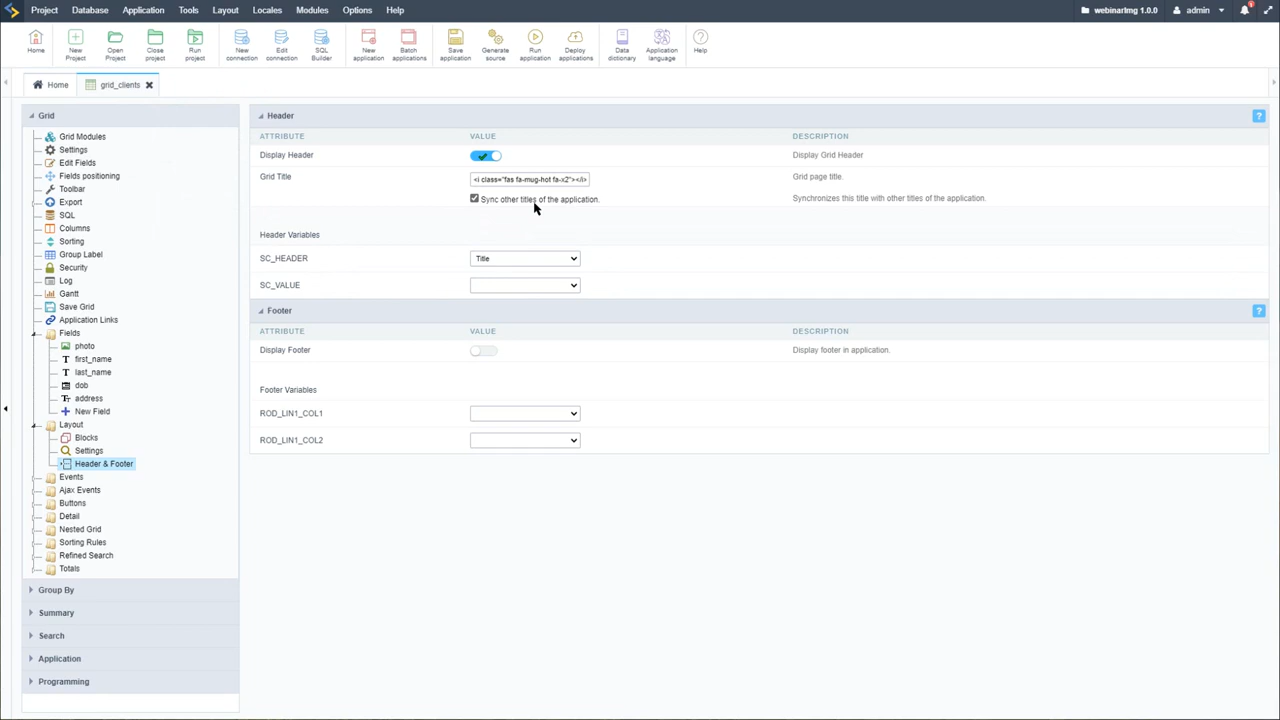 Project Database Application Tools Layout Locales Modules Options Help webinarImg 1.0.0 admin
Home New Project Open Project Close project Run project New connection Edit connection SQL Builder New application Batch applications Save application Generate source Run application Deploy applications Data dictionary Application language Help
Home grid_clients
Grid
Grid Modules
Settings
Edit Fields
Fields positioning
Toolbar
Export
SQL
Columns
Sorting
Group Label
Security
Log
Gantt
Save Grid
Application Links
Fields
photo
first_name
last_name
dob
address
New Field
Layout
Blocks
Settings
Header & Footer
Events
Ajax Events
Buttons
Detail
Nested Grid
Sorting Rules
Refined Search
Totals
Group By
Summary
Search
Application
Programming
Header ?
ATTRIBUTE VALUE DESCRIPTION
Display Header Display Grid Header
Grid Title <i class="fas fa-mug-hot fa-x2"></i> Grid page title.
Sync other titles of the application. Synchronizes this title with other titles of the application.
Header Variables
SC_HEADER Title
SC_VALUE
Footer ?
ATTRIBUTE VALUE DESCRIPTION
Display Footer Display footer in application.
Footer Variables
ROD_LIN1_COL1
ROD_LIN1_COL2